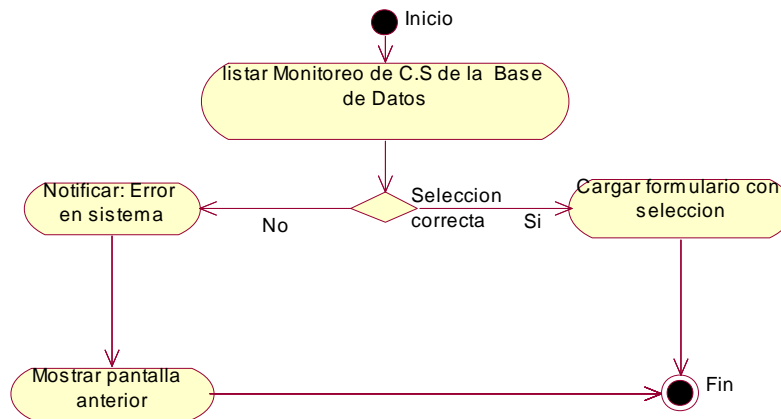 Inicio
listar Monitoreo de C.S de la Base
de Datos
Notificar: Error
en sistema
No
Seleccion
correcta
Si
Cargar formulario con
seleccion
Mostrar pantalla
anterior
Fin